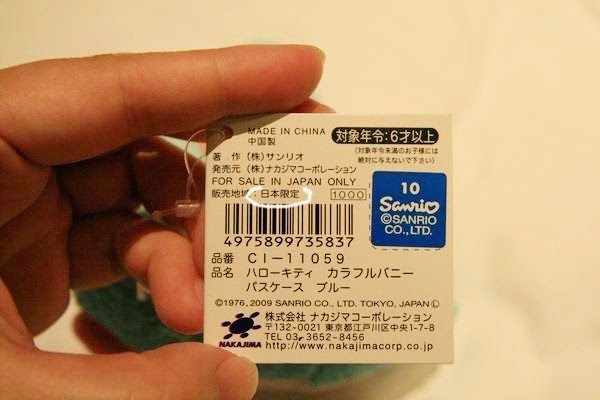 MADE IN CHINA
中国製
対象年令:6才以上
(対象年令未満のお子様には
絶対に与えないで下さい)
著 作 (株)サンリオ
発売元 (株)ナカジマコーポレーション
FOR SALE IN JAPAN ONLY
販売地域:日本限定
1000
10
Sanrio
©SANRIO
CO., LTD.
4975899735837
品番 CI-11059
品名 ハローキティ カラフルバニー
パスケース ブルー
©1976, 2009 SANRIO CO., LTD. TOKYO, JAPAN Ⓛ
株式会社 ナカジマコーポレーション
〒132-0021 東京都江戸川区中央1-7-8
TEL 03-3652-8456
NAKAJIMA
http://www.nakajimacorp.co.jp